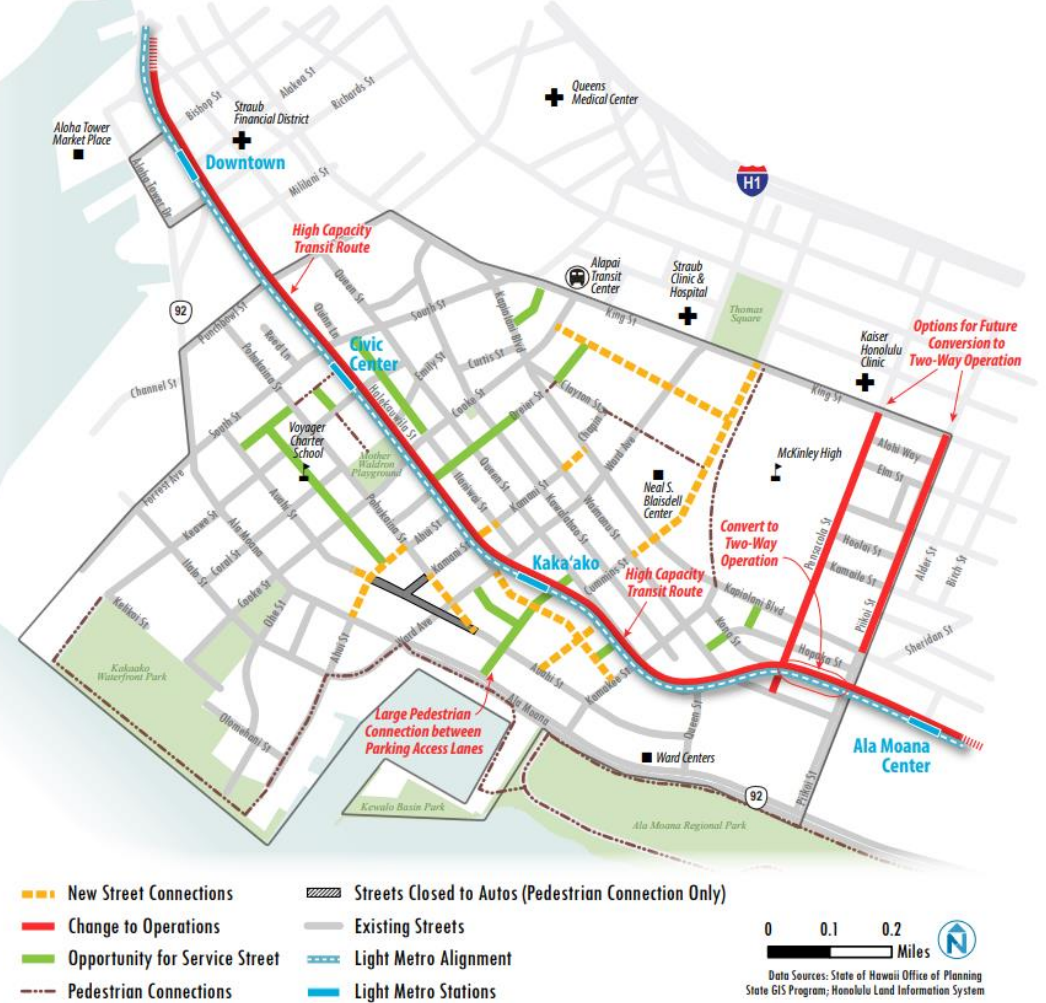 Alakea St
Richards St
Bishop St
Queens
Medical Center
Straub
Financial District
Aloha Tower
Market Place
Downtown
Aloha Tower Dr
Mililani St
H1
High Capacity
Transit Route
Alapai
Transit
Center
Straub
Clinic &
Hospital
Thomas
Square
92
Queen St
Punchbowl St
Quinn Ln
South St
Kapiolani Blvd
King St
Kaiser
Honolulu
Clinic
Options for Future
Conversion to
Two-Way Operation
Reed Ln
Pohukaina St
Civic
Center
Emily St
Curtis St
Channel St
Halekauwila St
Cooke St
Dreier St
Clayton St
Chapin St
King St
South St
Voyager
Charter
School
Mother
Waldron
Playground
Ward Ave
McKinley High
Alohi Way
Elm St
Neal S.
Blaisdell
Center
Forrest Ave
Auahi St
Pohukaina St
Ilaniwai St
Queen St
Kamani St
Kawaiahao St
Waimanu St
Keawe St
Ala Moana
Ahui St
Kamani St
Convert to
Two-Way
Operation
Pensacola St
Hoolai St
Kamaile St
Alder St
Birch St
Ilalo St
Coral St
Cooke St
Kaka'ako
Cummins St
High Capacity
Transit Route
Kapiolani Blvd
Piikoi St
Kehkai St
Ohe St
Ahui St
Ward Ave
Kona St
Hopaka St
Sheridan St
Kakaako
Waterfront Park
Auahi St
Kamakee St
Olomehani St
Large Pedestrian
Connection between
Parking Access Lanes
Ala Moana
Queen St
Ward Centers
Ala Moana
Center
Piikoi St
92
Kewalo Basin Park
Ala Moana Regional Park
New Street Connections
Streets Closed to Autos (Pedestrian Connection Only)
Change to Operations
Existing Streets
Opportunity for Service Street
Light Metro Alignment
Pedestrian Connections
Light Metro Stations
0 0.1 0.2
Miles
N
Data Sources: State of Hawaii Office of Planning
State GIS Program; Honolulu Land Information System